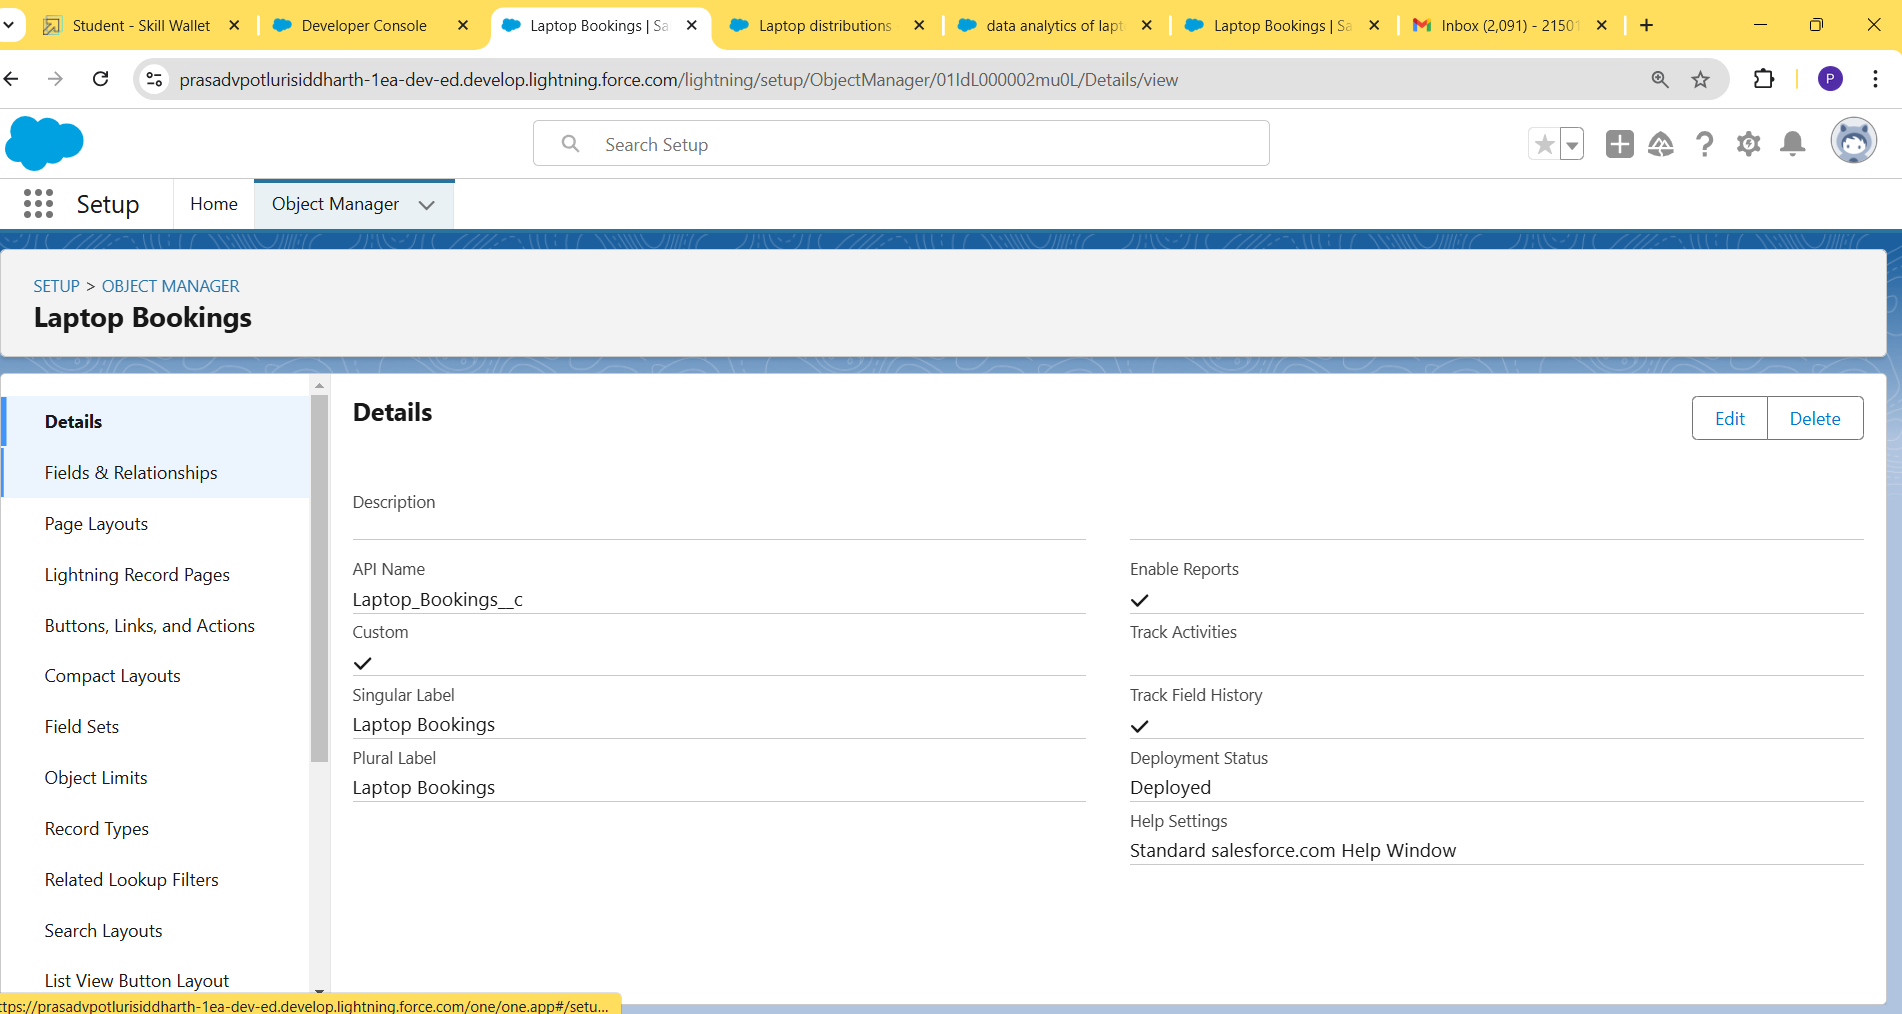 Student - Skill Wallet
Developer Console
Laptop Bookings | Sa
Laptop distributions
data analytics of lapt
Laptop Bookings | Sa
Inbox (2,091) - 21501
prasadvpotlurisiddharth-1ea-dev-ed.develop.lightning.force.com/lightning/setup/ObjectManager/01IdL000002mu0L/Details/view
P
Search Setup
Setup
Home
Object Manager
SETUP > OBJECT MANAGER
Laptop Bookings
Details
Fields & Relationships
Page Layouts
Lightning Record Pages
Buttons, Links, and Actions
Compact Layouts
Field Sets
Object Limits
Record Types
Related Lookup Filters
Search Layouts
List View Button Layout
Details
Edit
Delete
Description
API Name
Laptop_Bookings__c
Custom
Singular Label
Laptop Bookings
Plural Label
Laptop Bookings
Enable Reports
Track Activities
Track Field History
Deployment Status
Deployed
Help Settings
Standard salesforce.com Help Window
ttps://prasadvpotlurisiddharth-1ea-dev-ed.develop.lightning.force.com/one/one.app#/setu...